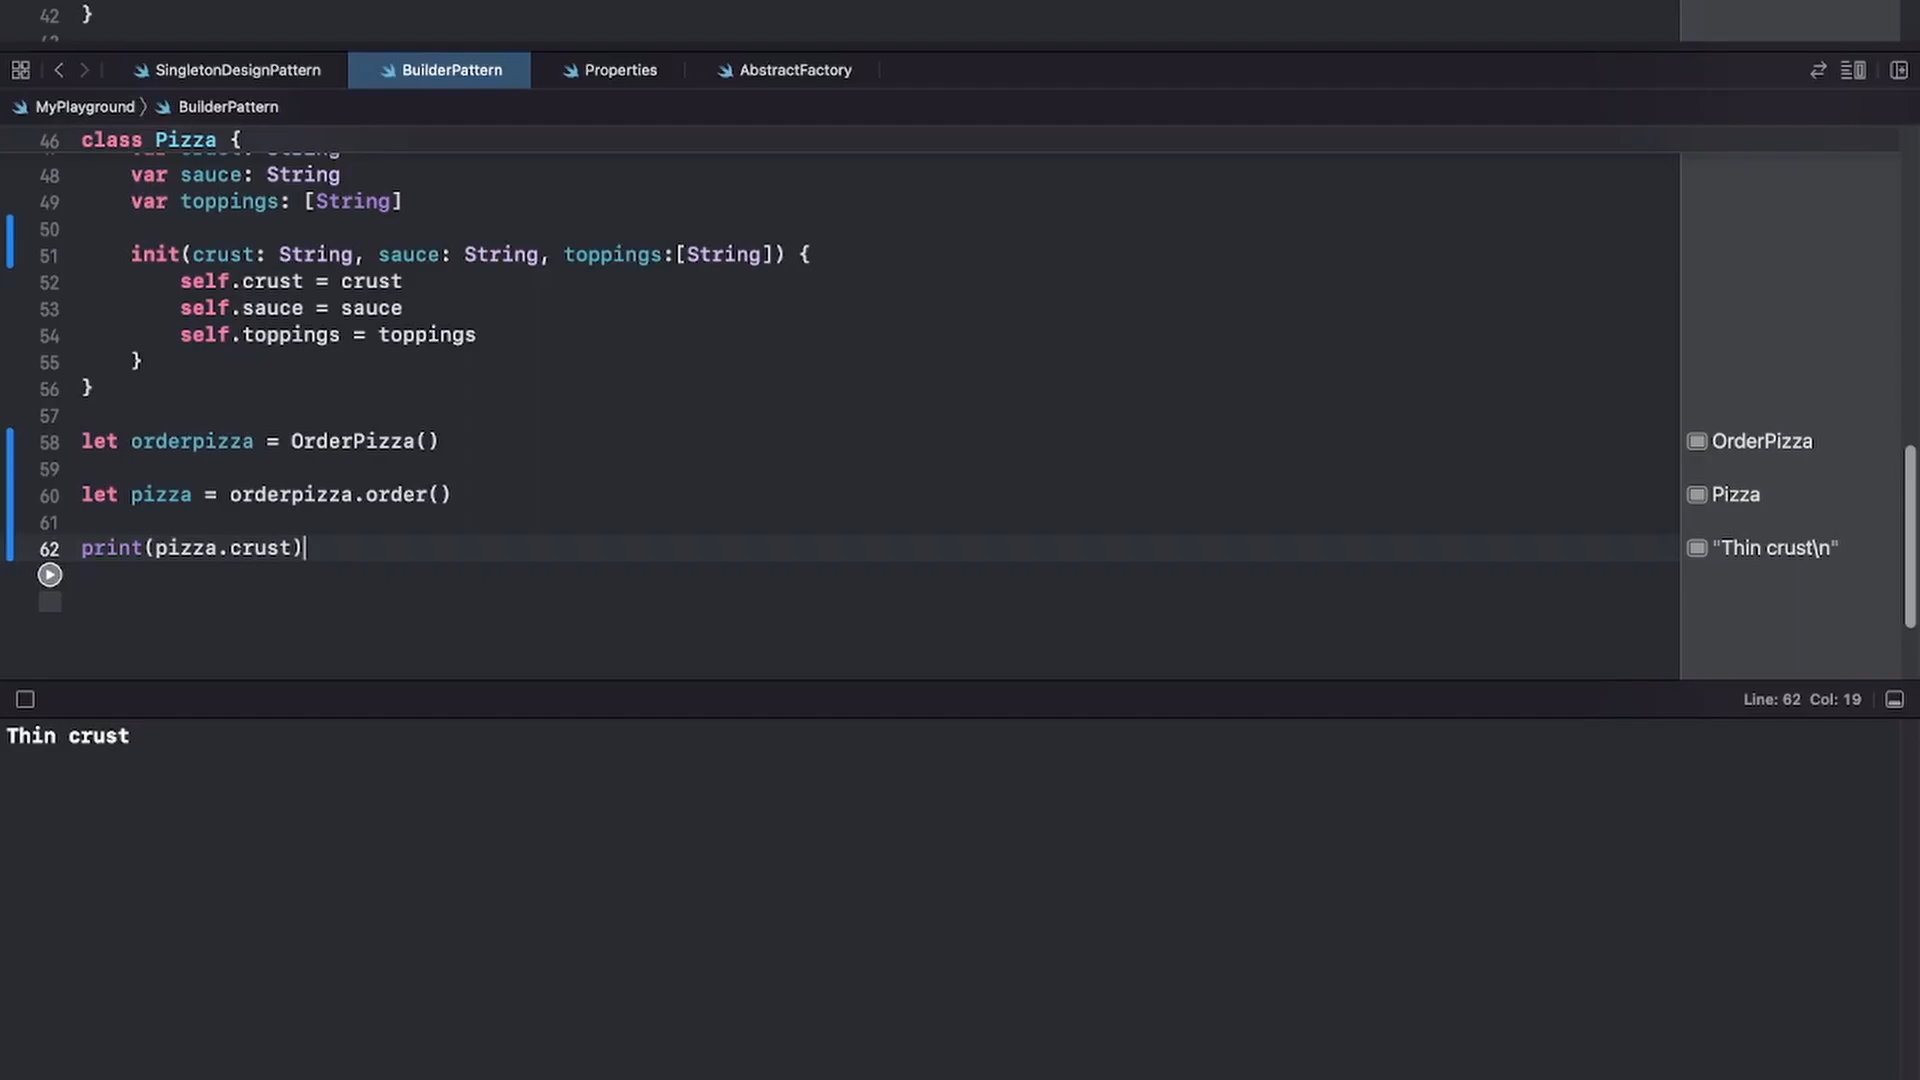 42 }
SingletonDesignPattern BuilderPattern Properties AbstractFactory
MyPlayground BuilderPattern
46 class Pizza {
48 var sauce: String
49 var toppings: [String]
50
51 init(crust: String, sauce: String, toppings:[String]) {
52 self.crust = crust
53 self.sauce = sauce
54 self.toppings = toppings
55 }
56 }
57
58 let orderpizza = OrderPizza() OrderPizza
59
60 let pizza = orderpizza.order() Pizza
61
62 print(pizza.crust) "Thin crust\n"
Line: 62 Col: 19
Thin crust